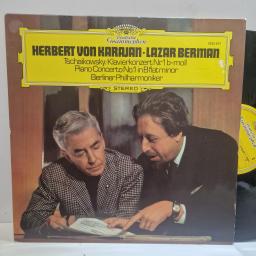 Deutsche
Grammophon
HERBERT VON KARAJAN·LAZAR BERMAN
Tschaikowsky: Klavierkonzert Nr.1 b-moll
Piano Concerto No.1 in B flat minor
Berliner Philharmoniker
STEREO